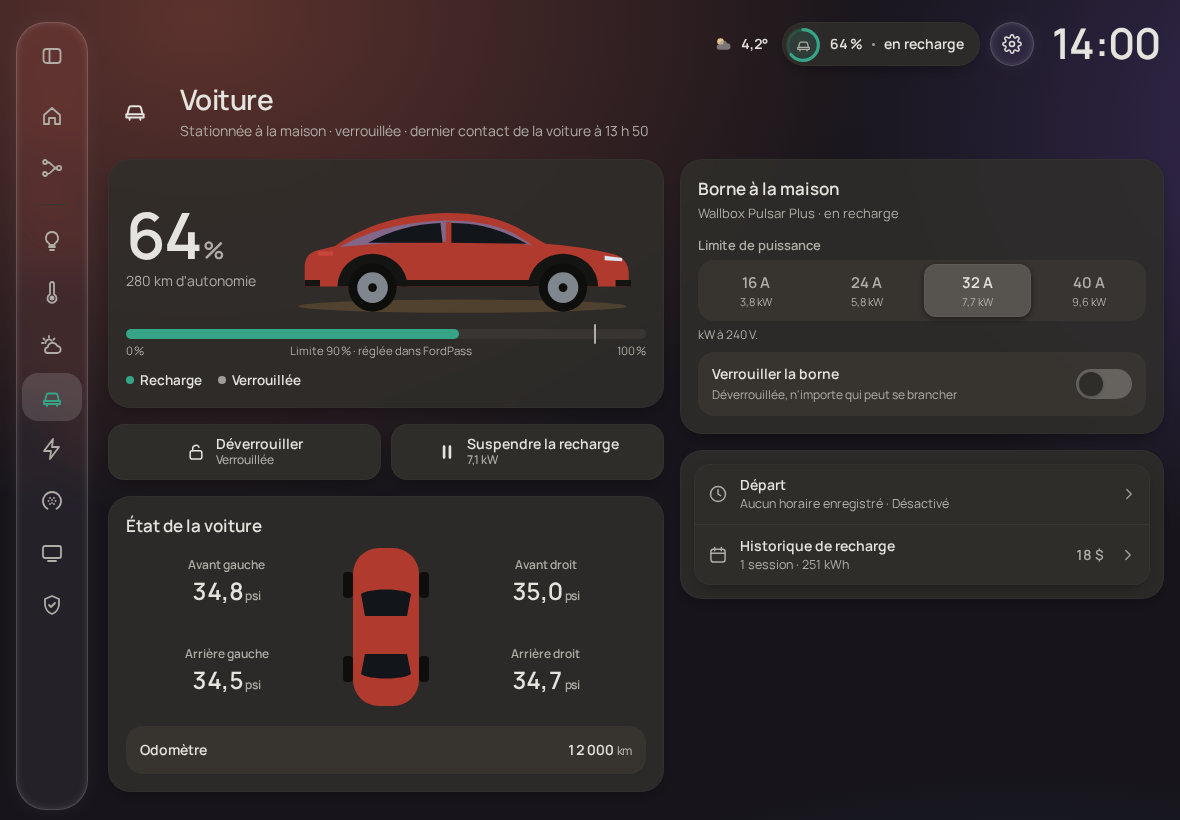 4,2°
64 % · en recharge
14:00
Voiture
Stationnée à la maison · verrouillée · dernier contact de la voiture à 13 h 50
64 %
280 km d'autonomie
0 %
Limite 90 % · réglée dans FordPass
100 %
Recharge
Verrouillée
Déverrouiller
Verrouillée
Suspendre la recharge
7,1 kW
État de la voiture
Avant gauche
34,8 psi
Avant droit
35,0 psi
Arrière gauche
34,5 psi
Arrière droit
34,7 psi
Odomètre
12 000 km
Borne à la maison
Wallbox Pulsar Plus · en recharge
Limite de puissance
16 A
3,8 kW
24 A
5,8 kW
32 A
7,7 kW
40 A
9,6 kW
kW à 240 V.
Verrouiller la borne
Déverrouillée, n'importe qui peut se brancher
Départ
Aucun horaire enregistré · Désactivé
Historique de recharge
1 session · 251 kWh
18 $